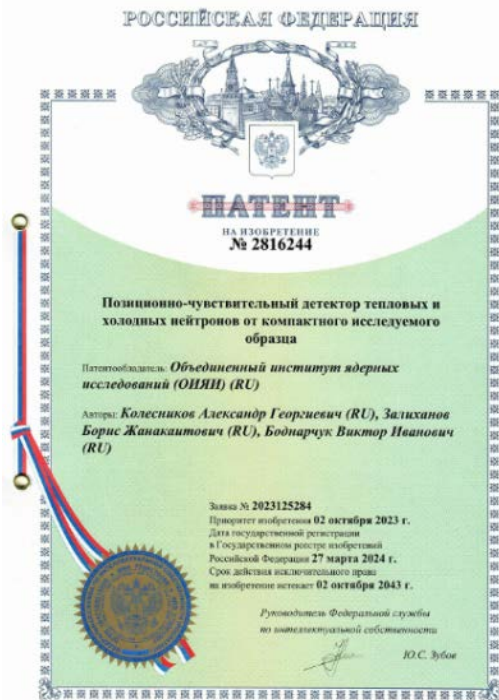 РОССИЙСКАЯ ФЕДЕРАЦИЯ
ПАТЕНТ
НА ИЗОБРЕТЕНИЕ
№ 2816244
Позиционно-чувствительный детектор тепловых и
холодных нейтронов от компактного исследуемого
образца
Патентообладатель: Объединенный институт ядерных
исследований (ОИЯИ) (RU)
Авторы: Колесников Александр Георгиевич (RU), Залиханов
Борис Жанакаитович (RU), Боднарчук Виктор Иванович
(RU)
Заявка № 2023125284
Приоритет изобретения 02 октября 2023 г.
Дата государственной регистрации
в Государственном реестре изобретений
Российской Федерации 27 марта 2024 г.
Срок действия исключительного права
на изобретение истекает 02 октября 2043 г.
Руководитель Федеральной службы
по интеллектуальной собственности
Ю.С. Зубов